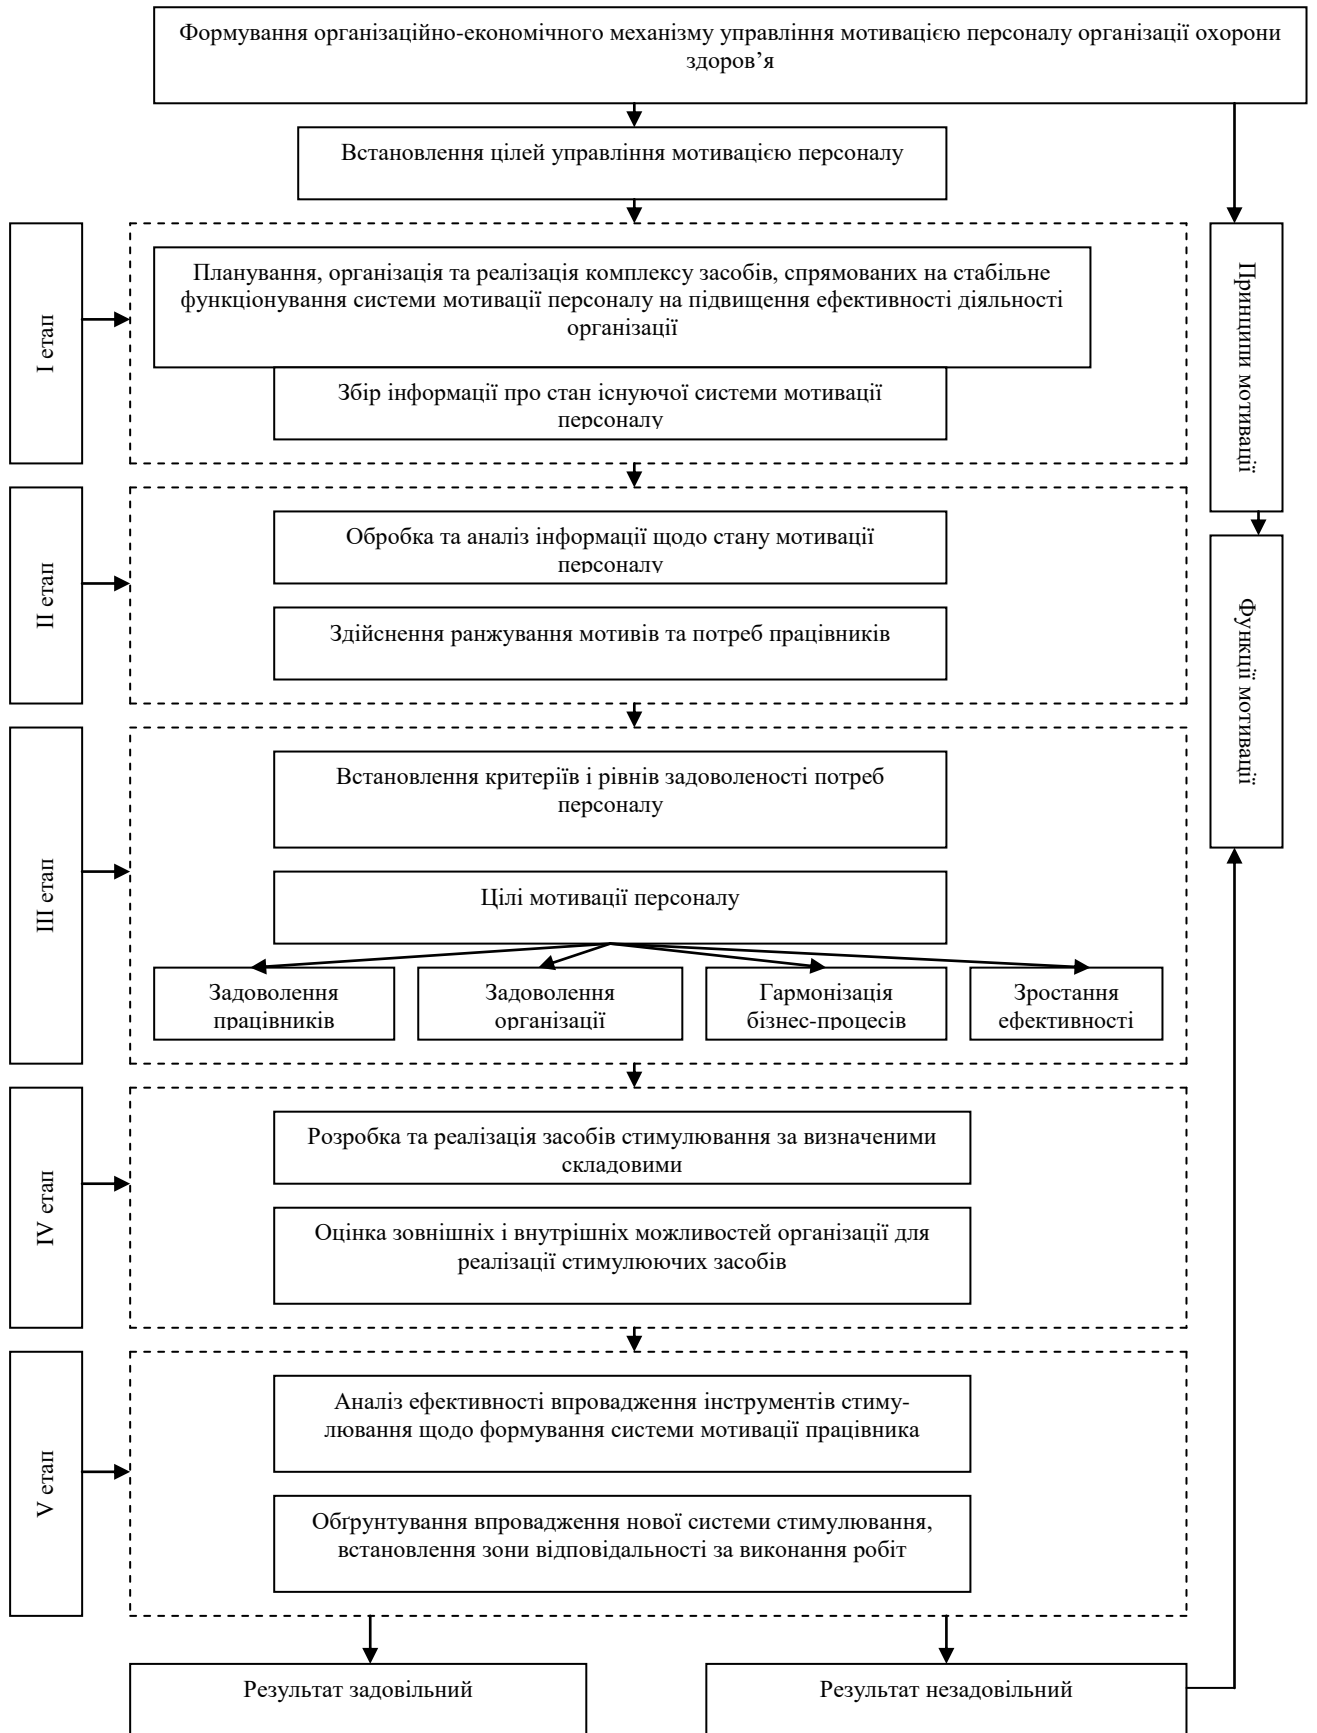 Формування організаційно-економічного механізму управління мотивацією персоналу організації охорони
здоров’я
Встановлення цілей управління мотивацією персоналу
І етап
Планування, організація та реалізація комплексу засобів, спрямованих на стабільне
функціонування системи мотивації персоналу на підвищення ефективності діяльності
організації
Збір інформації про стан існуючої системи мотивації
персоналу
Принципи мотивації
ІІ етап
Обробка та аналіз інформації щодо стану мотивації
персоналу
Здійснення ранжування мотивів та потреб працівників
Функції мотивації
ІІІ етап
Встановлення критеріїв і рівнів задоволеності потреб
персоналу
Цілі мотивації персоналу
Задоволення
працівників
Задоволення
організації
Гармонізація
бізнес-процесів
Зростання
ефективності
IV етап
Розробка та реалізація засобів стимулювання за визначеними
складовими
Оцінка зовнішніх і внутрішніх можливостей організації для
реалізації стимулюючих засобів
V етап
Аналіз ефективності впровадження інструментів стиму-
лювання щодо формування системи мотивації працівника
Обґрунтування впровадження нової системи стимулювання,
встановлення зони відповідальності за виконання робіт
Результат задовільний
Результат незадовільний